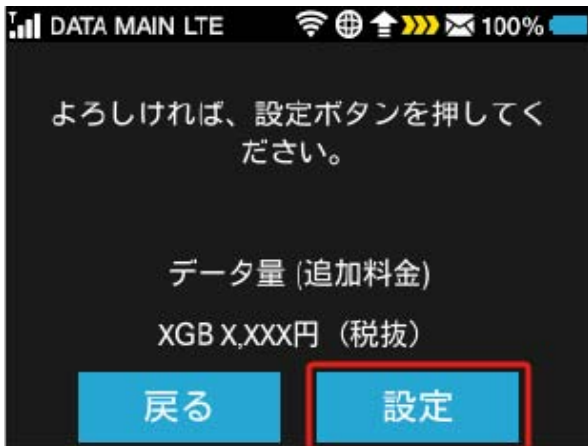 DATA MAIN LTE 100%
よろしければ、設定ボタンを押してく
ださい。
データ量 (追加料金)
XGB X,XXX円（税抜）
戻る 設定